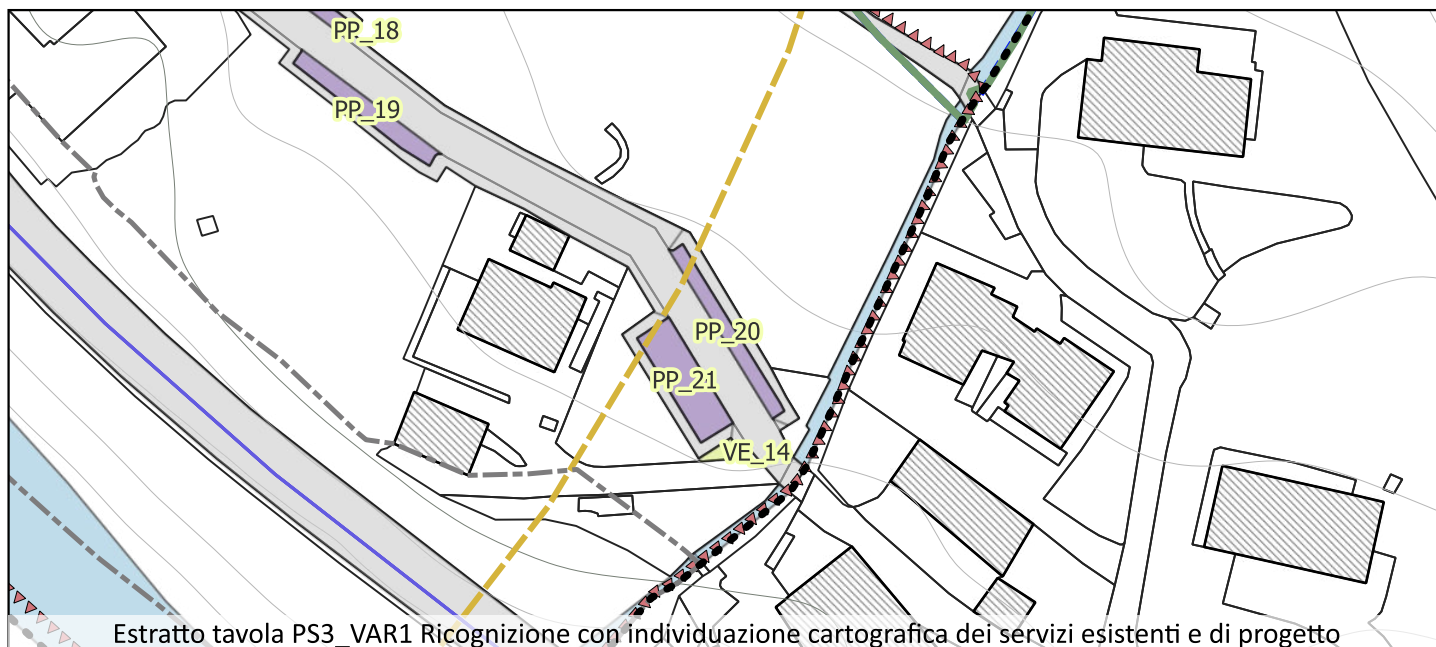 PP_18
PP_19
PP_20
PP_21
VE_14
Estratto tavola PS3_VAR1 Ricognizione con individuazione cartografica dei servizi esistenti e di progetto